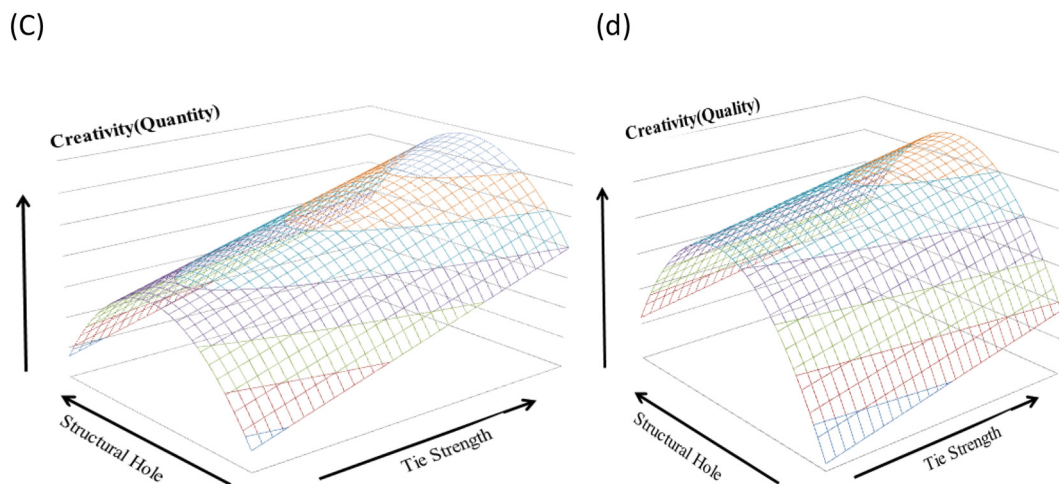 (C)
(d)
Creativity(Quantity)
Creativity(Quality)
Structural Hole
Tie Strength
Structural Hole
Tie Strength